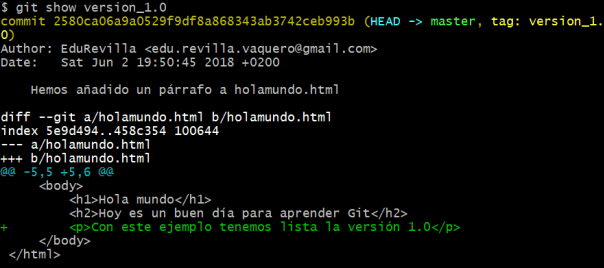 $ git show version_1.0
commit 2580ca06a9a0529f9df8a868343ab3742ceb993b (HEAD -> master, tag: version_1.
0)
Author: EduRevilla <edu.revilla.vaquero@gmail.com>
Date:   Sat Jun 2 19:50:45 2018 +0200

    Hemos añadido un párrafo a holamundo.html

diff --git a/holamundo.html b/holamundo.html
index 5e9d494..458c354 100644
--- a/holamundo.html
+++ b/holamundo.html
@@ -5,5 +5,6 @@
     <body>
         <h1>Hola mundo</h1>
         <h2>Hoy es un buen día para aprender Git</h2>
+        <p>Con este ejemplo tenemos lista la versión 1.0</p>
     </body>
 </html>